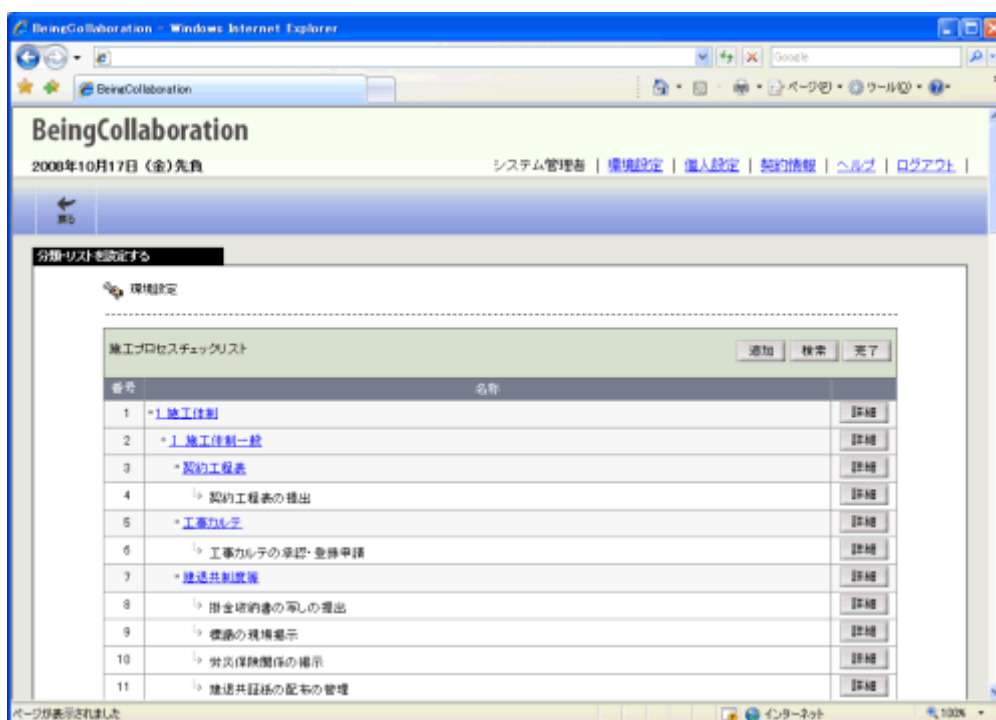 BeingCollaboration - Windows Internet Explorer
Google
BeingCollaboration
ページ(P) ツール(O)
BeingCollaboration
2008年10月17日 (金)先負 システム管理者 | 環境設定 | 個人設定 | 契約情報 | ヘルプ | ログアウト |
戻る
分類・リストを設定する
環境設定
施工プロセスチェックリスト 追加 検索 完了
番号 名称
1 1 施工体制 詳細
2 I 施工体制一般 詳細
3 契約工程表 詳細
4 契約工程表の提出 詳細
5 工事カルテ 詳細
6 工事カルテの承認・登録申請 詳細
7 建退共制度等 詳細
8 掛金収納書の写しの提出 詳細
9 標識の現場掲示 詳細
10 労災保険関係の掲示 詳細
11 建退共証紙の配布の管理 詳細
ページが表示されました インターネット 100%